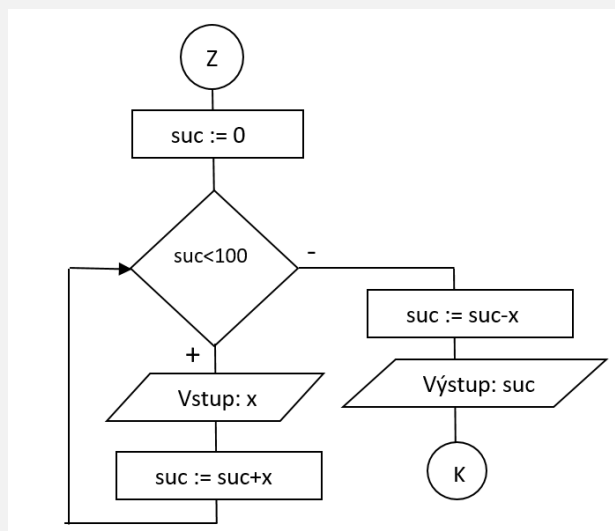 Z
suc := 0
suc<100
-
+
suc := suc-x
Vstup: x
Výstup: suc
suc := suc+x
K